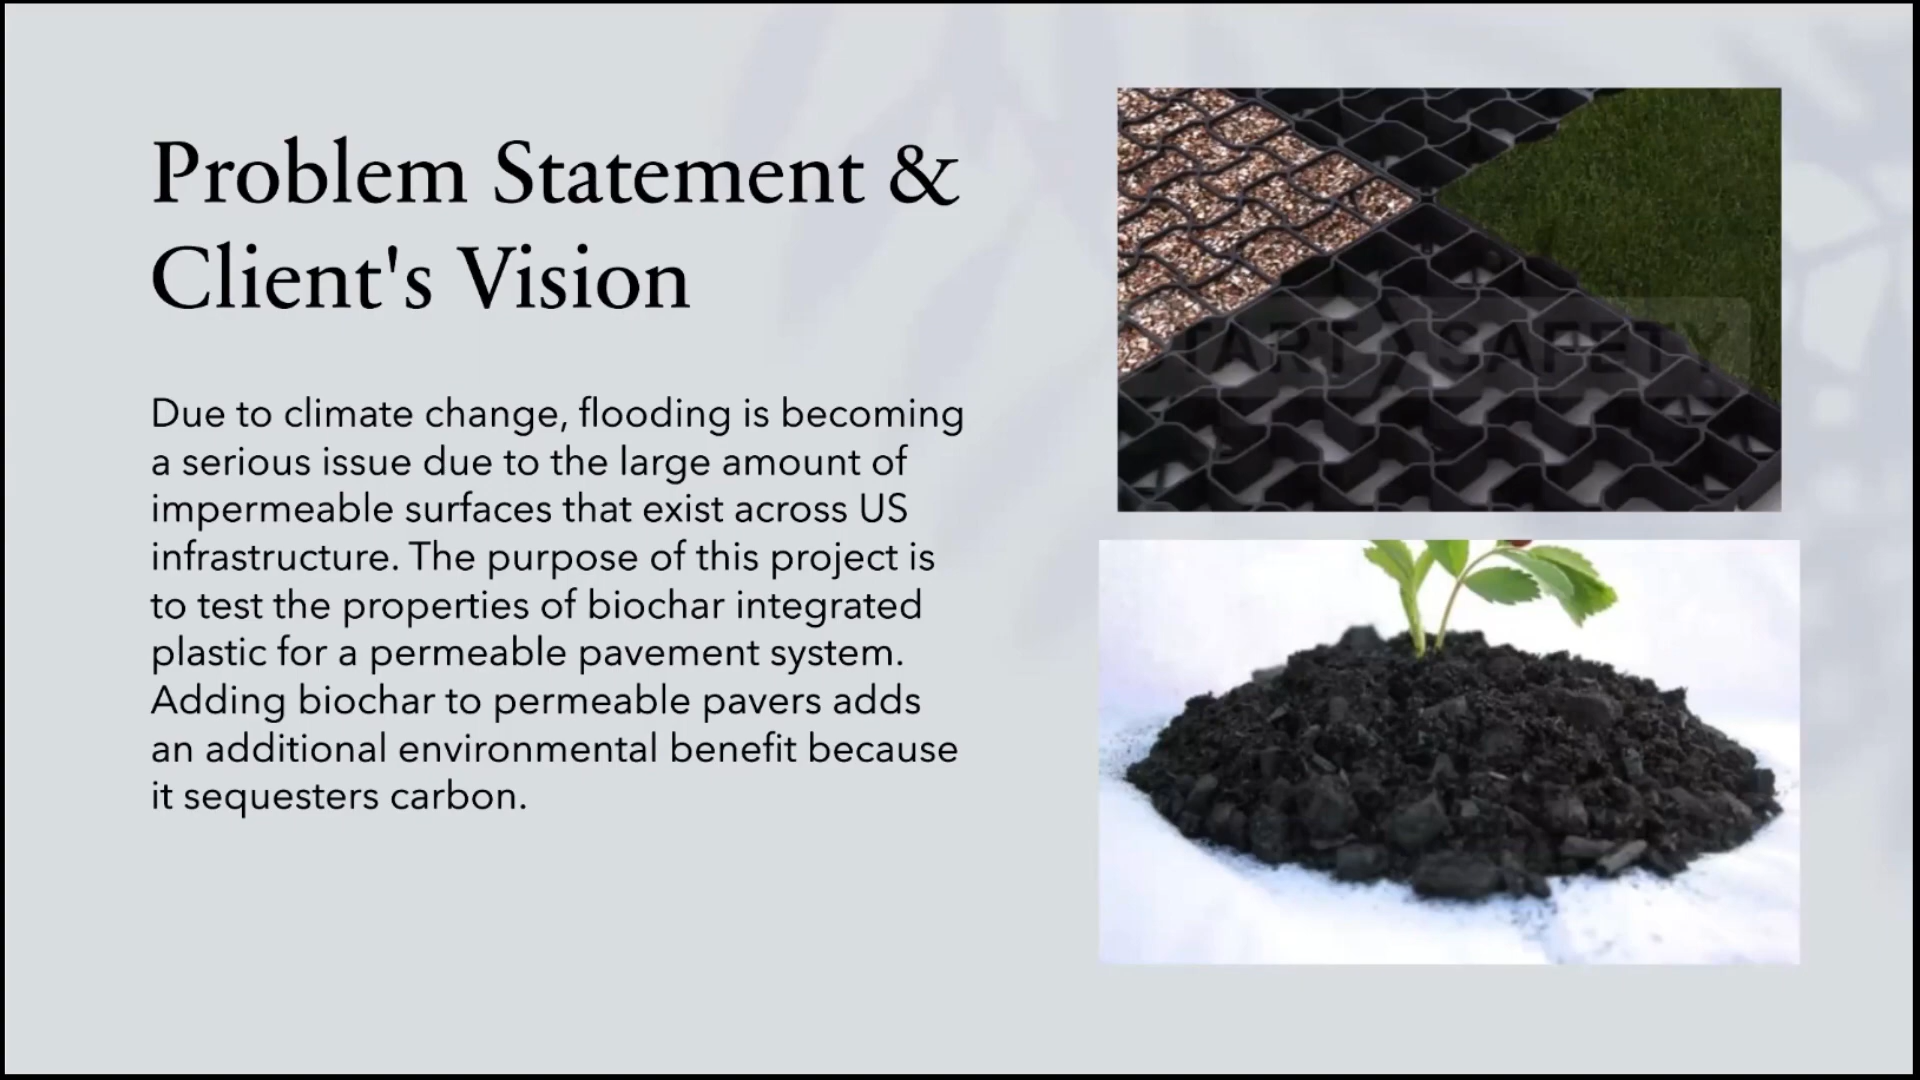 Problem Statement &
Client's Vision
Due to climate change, flooding is becoming
a serious issue due to the large amount of
impermeable surfaces that exist across US
infrastructure. The purpose of this project is
to test the properties of biochar integrated
plastic for a permeable pavement system.
Adding biochar to permeable pavers adds
an additional environmental benefit because
it sequesters carbon.
START SAFETY